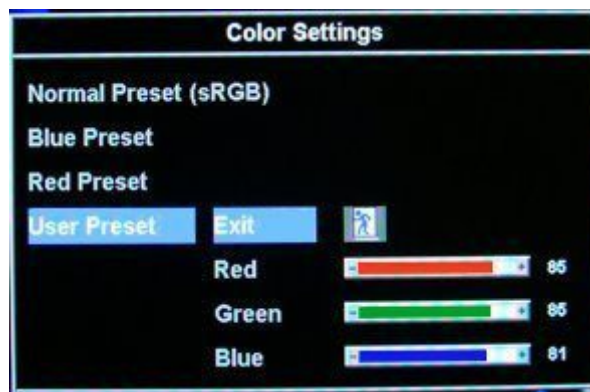 Color Settings
Normal Preset (sRGB)
Blue Preset
Red Preset
User Preset Exit
Red - + 85
Green - + 85
Blue - + 81